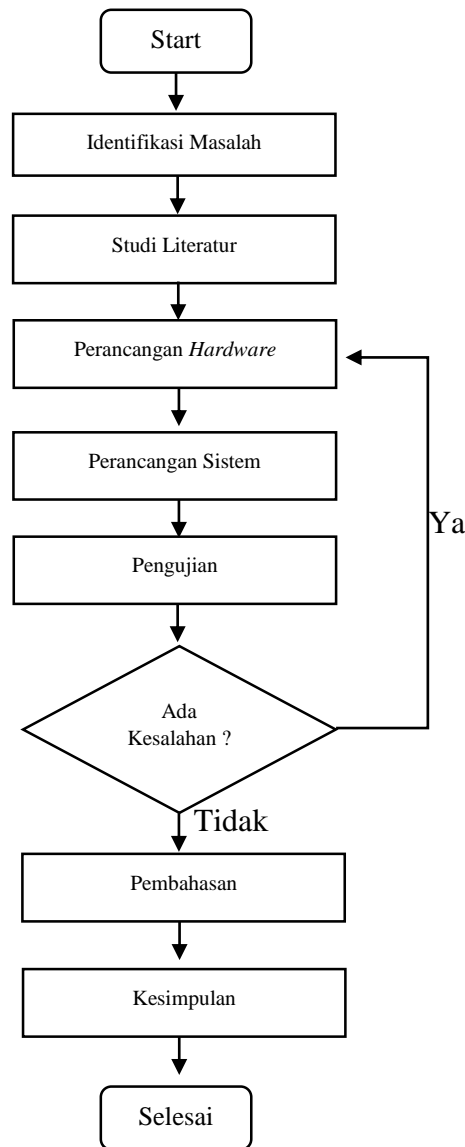 Start
Identifikasi Masalah
Studi Literatur
Perancangan Hardware
Perancangan Sistem
Ya
Pengujian
Ada
Kesalahan ?
Tidak
Pembahasan
Kesimpulan
Selesai